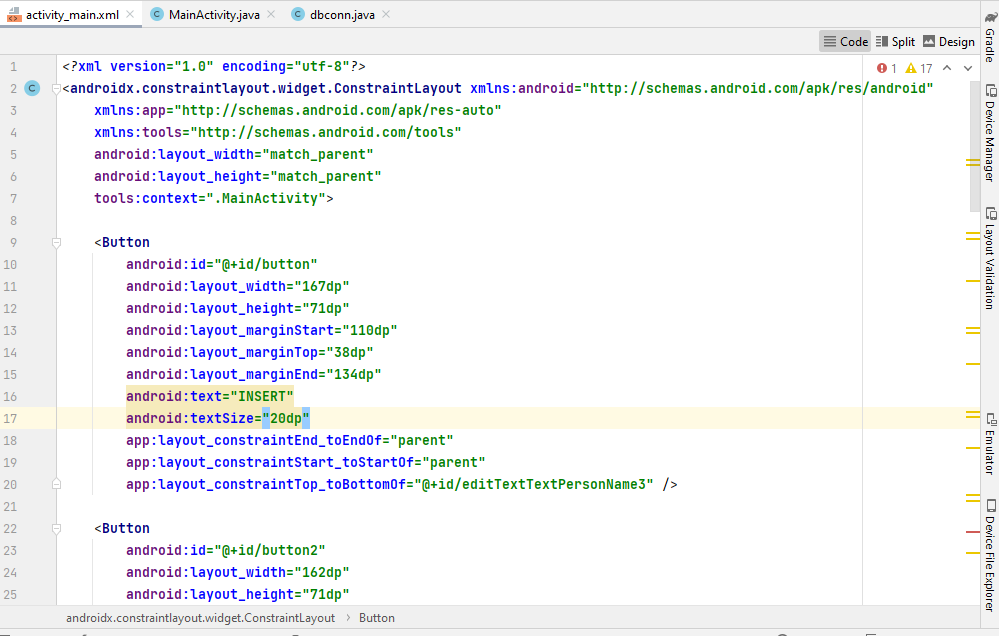 activity_main.xml
MainActivity.java
dbconn.java
Code
Split
Design
1 17
1 <?xml version="1.0" encoding="utf-8"?>
2 C <androidx.constraintlayout.widget.ConstraintLayout xmlns:android="http://schemas.android.com/apk/res/android"
3 xmlns:app="http://schemas.android.com/apk/res-auto"
4 xmlns:tools="http://schemas.android.com/tools"
5 android:layout_width="match_parent"
6 android:layout_height="match_parent"
7 tools:context=".MainActivity">
8
9 <Button
10 android:id="@+id/button"
11 android:layout_width="167dp"
12 android:layout_height="71dp"
13 android:layout_marginStart="110dp"
14 android:layout_marginTop="38dp"
15 android:layout_marginEnd="134dp"
16 android:text="INSERT"
17 android:textSize="20dp"
18 app:layout_constraintEnd_toEndOf="parent"
19 app:layout_constraintStart_toStartOf="parent"
20 app:layout_constraintTop_toBottomOf="@+id/editTextTextPersonName3" />
21
22 <Button
23 android:id="@+id/button2"
24 android:layout_width="162dp"
25 android:layout_height="71dp"
androidx.constraintlayout.widget.ConstraintLayout > Button
Gradle
Device Manager
Layout Validation
Emulator
Device File Explorer